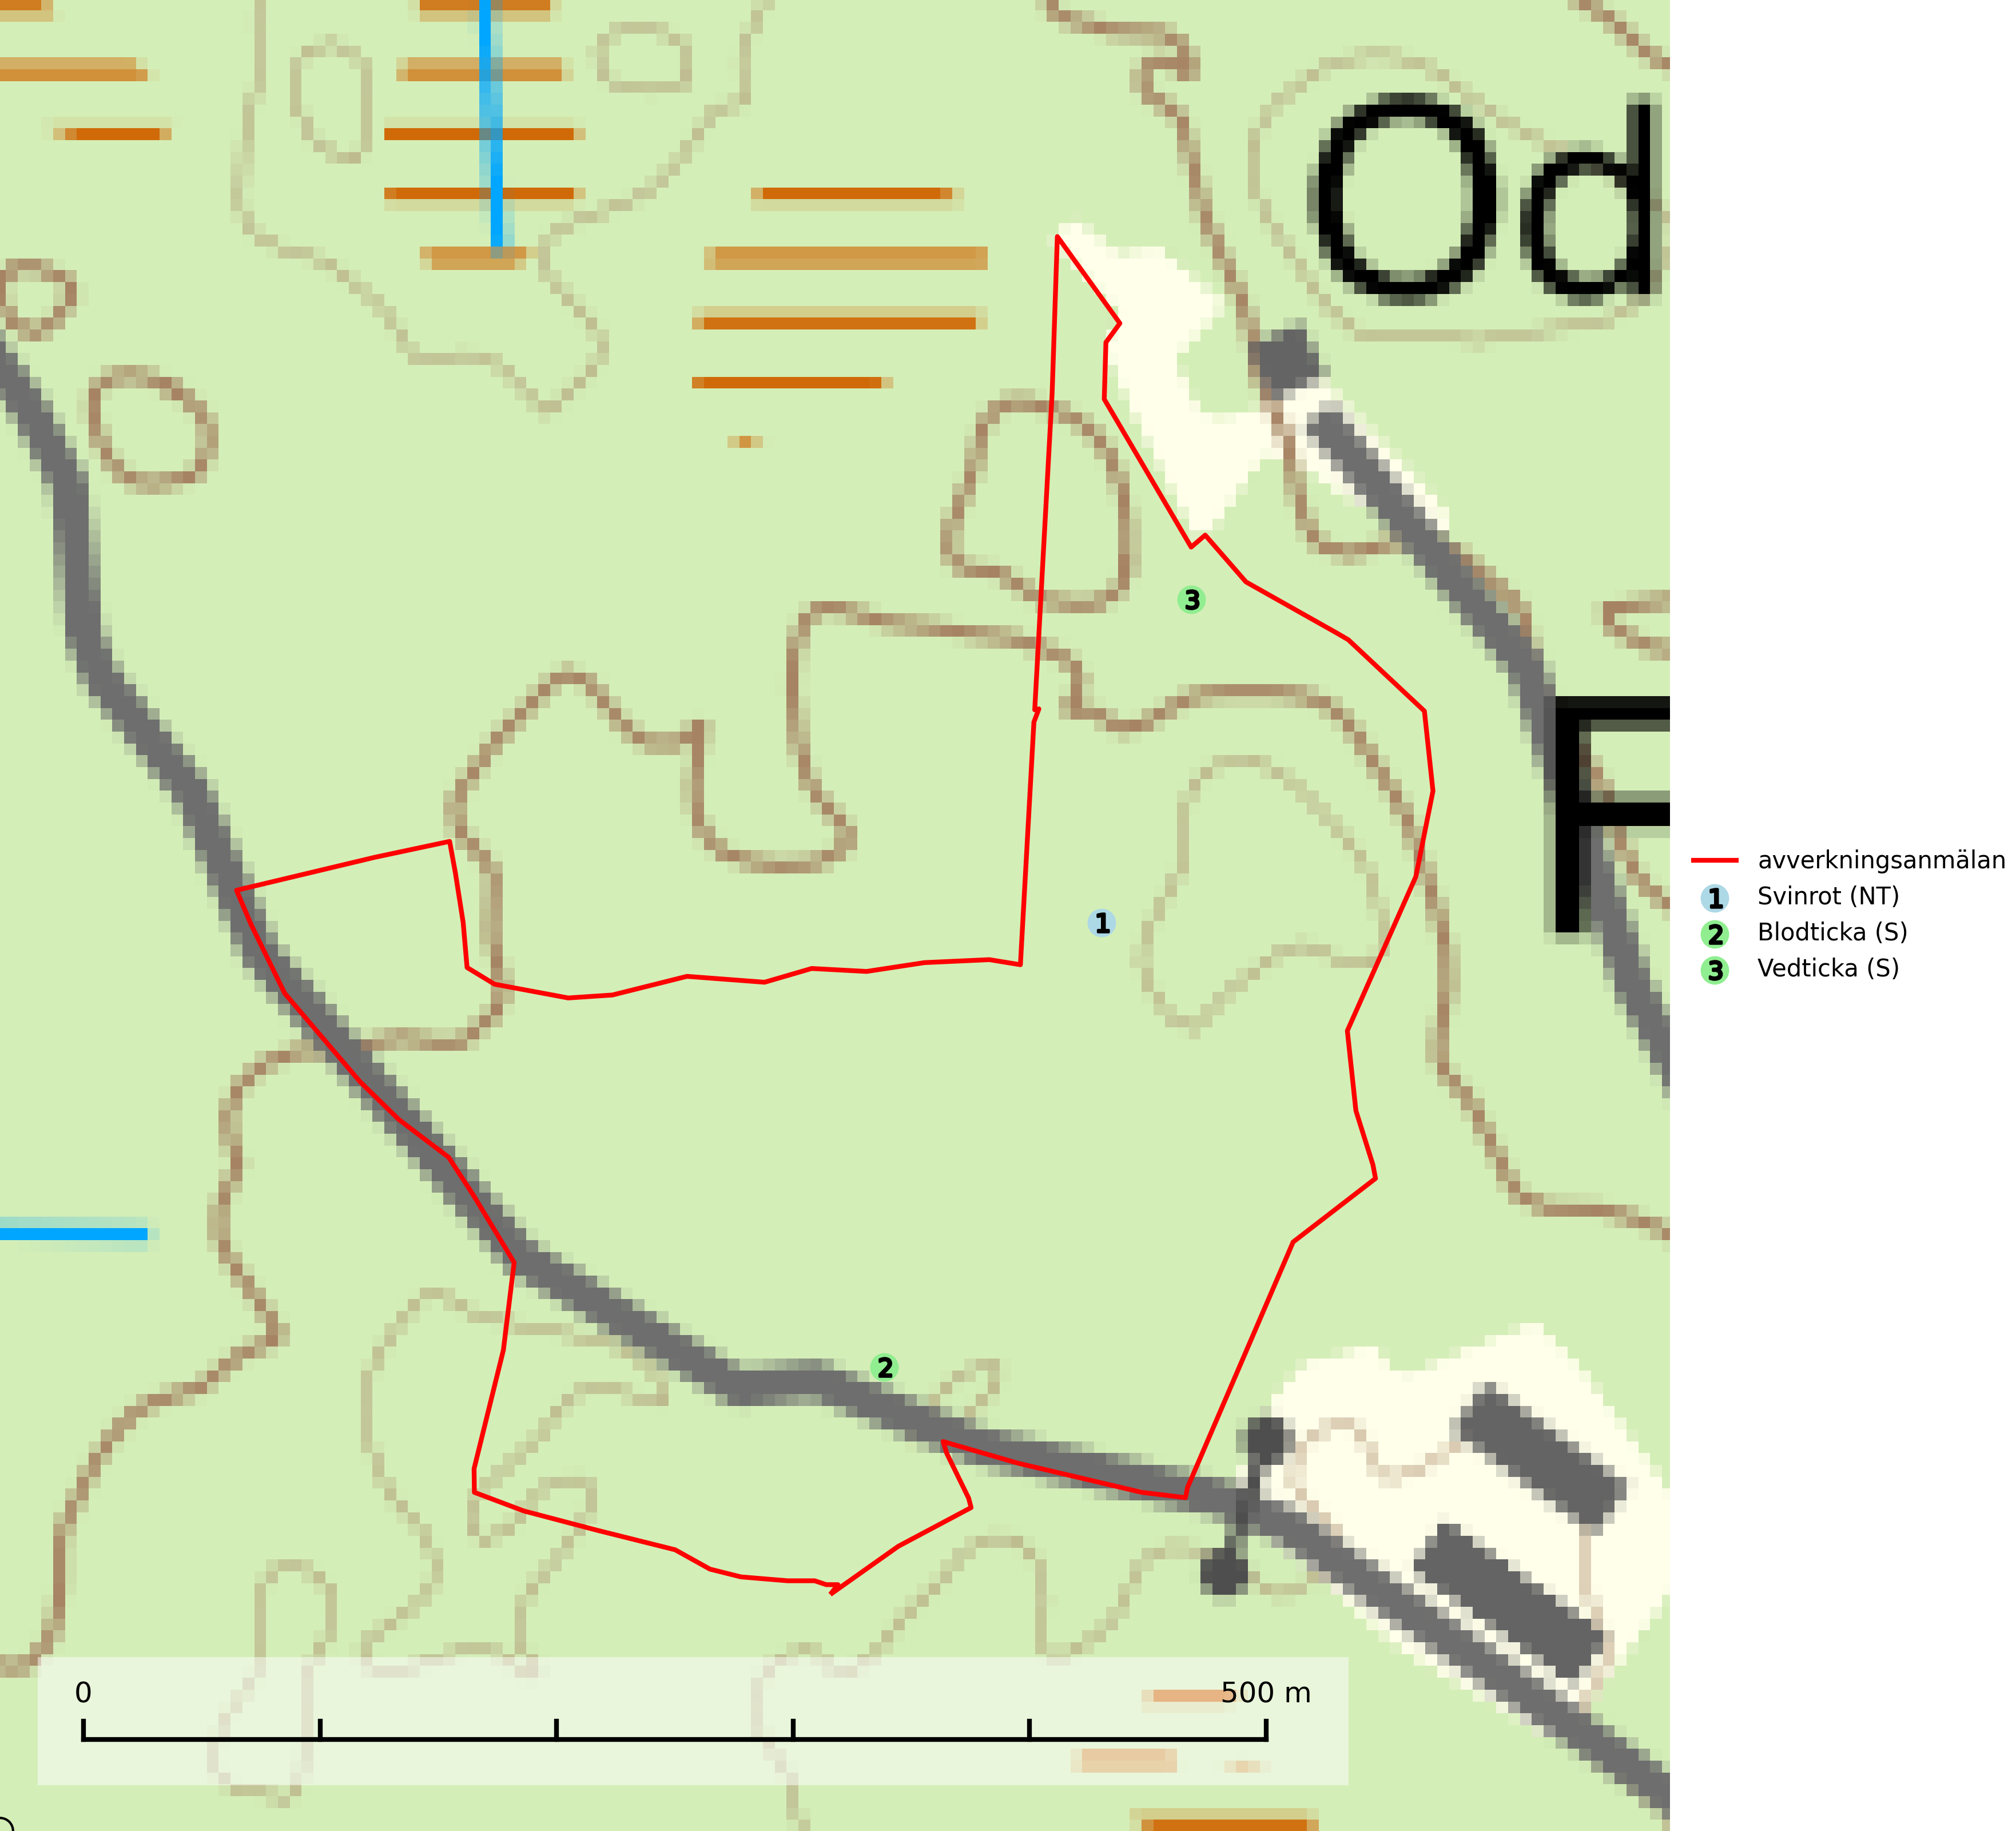 Od
F
3
1
2
avverkningsanmälan
1 Svinrot (NT)
2 Blodticka (S)
3 Vedticka (S)
0 500 m